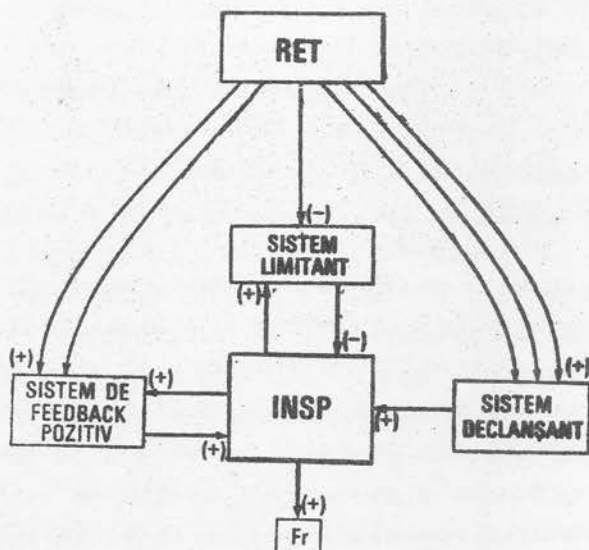 RET
(-)
SISTEM
LIMITANT
(+)
(-)
(+)
SISTEM DE
FEEDBACK
POZITIV
(+)
(+)
INSP
(+)
(+)
SISTEM
DECLANȘANT
(+)
Fr